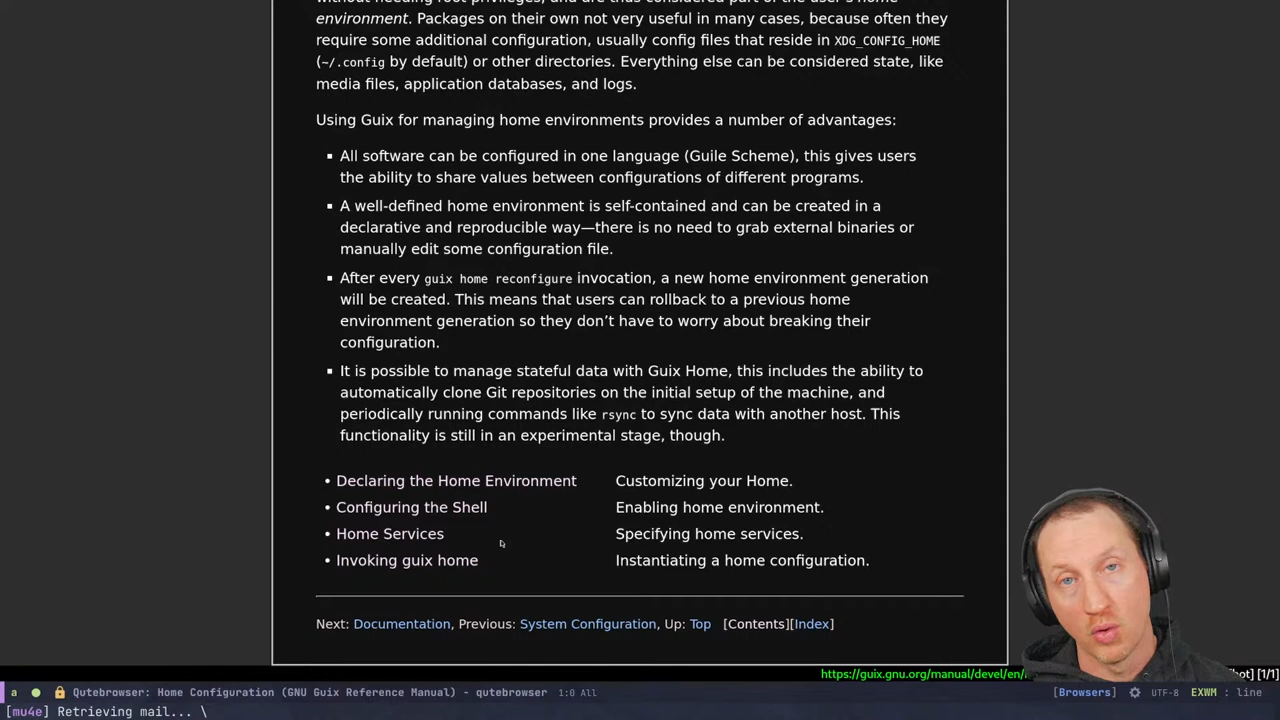 without needing root privileges, and are thus considered part of the user's home
environment. Packages on their own not very useful in many cases, because often they
require some additional configuration, usually config files that reside in XDG_CONFIG_HOME
(~/.config by default) or other directories. Everything else can be considered state, like
media files, application databases, and logs.
Using Guix for managing home environments provides a number of advantages:
▪ All software can be configured in one language (Guile Scheme), this gives users
the ability to share values between configurations of different programs.
▪ A well-defined home environment is self-contained and can be created in a
declarative and reproducible way—there is no need to grab external binaries or
manually edit some configuration file.
▪ After every guix home reconfigure invocation, a new home environment generation
will be created. This means that users can rollback to a previous home
environment generation so they don’t have to worry about breaking their
configuration.
▪ It is possible to manage stateful data with Guix Home, this includes the ability to
automatically clone Git repositories on the initial setup of the machine, and
periodically running commands like rsync to sync data with another host. This
functionality is still in an experimental stage, though.
• Declaring the Home Environment Customizing your Home.
• Configuring the Shell Enabling home environment.
• Home Services Specifying home services.
• Invoking guix home Instantiating a home configuration.
Next: Documentation, Previous: System Configuration, Up: Top [Contents][Index]
https://guix.gnu.org/manual/devel/en/ [1/1]
a Qutebrowser: Home Configuration (GNU Guix Reference Manual) - qutebrowser 1:0 All [Browsers] UTF-8 EXWM : line
[mu4e] Retrieving mail... \